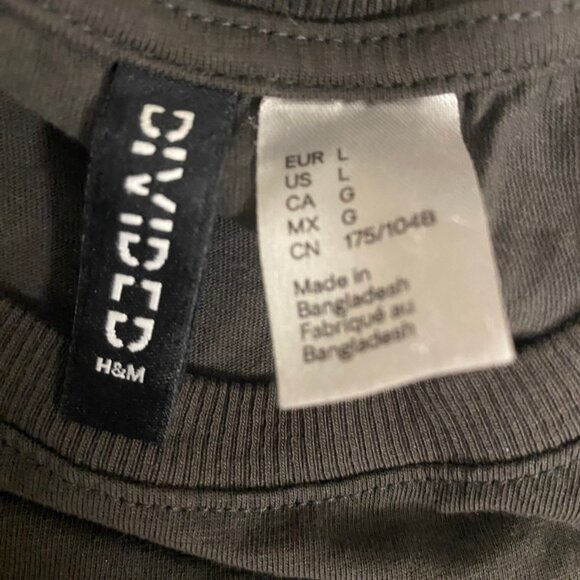 DIVIDED
H&M
EUR L
US L
CA G
MX G
CN 175/104B
Made in
Bangladesh
Fabriqué au
Bangladesh